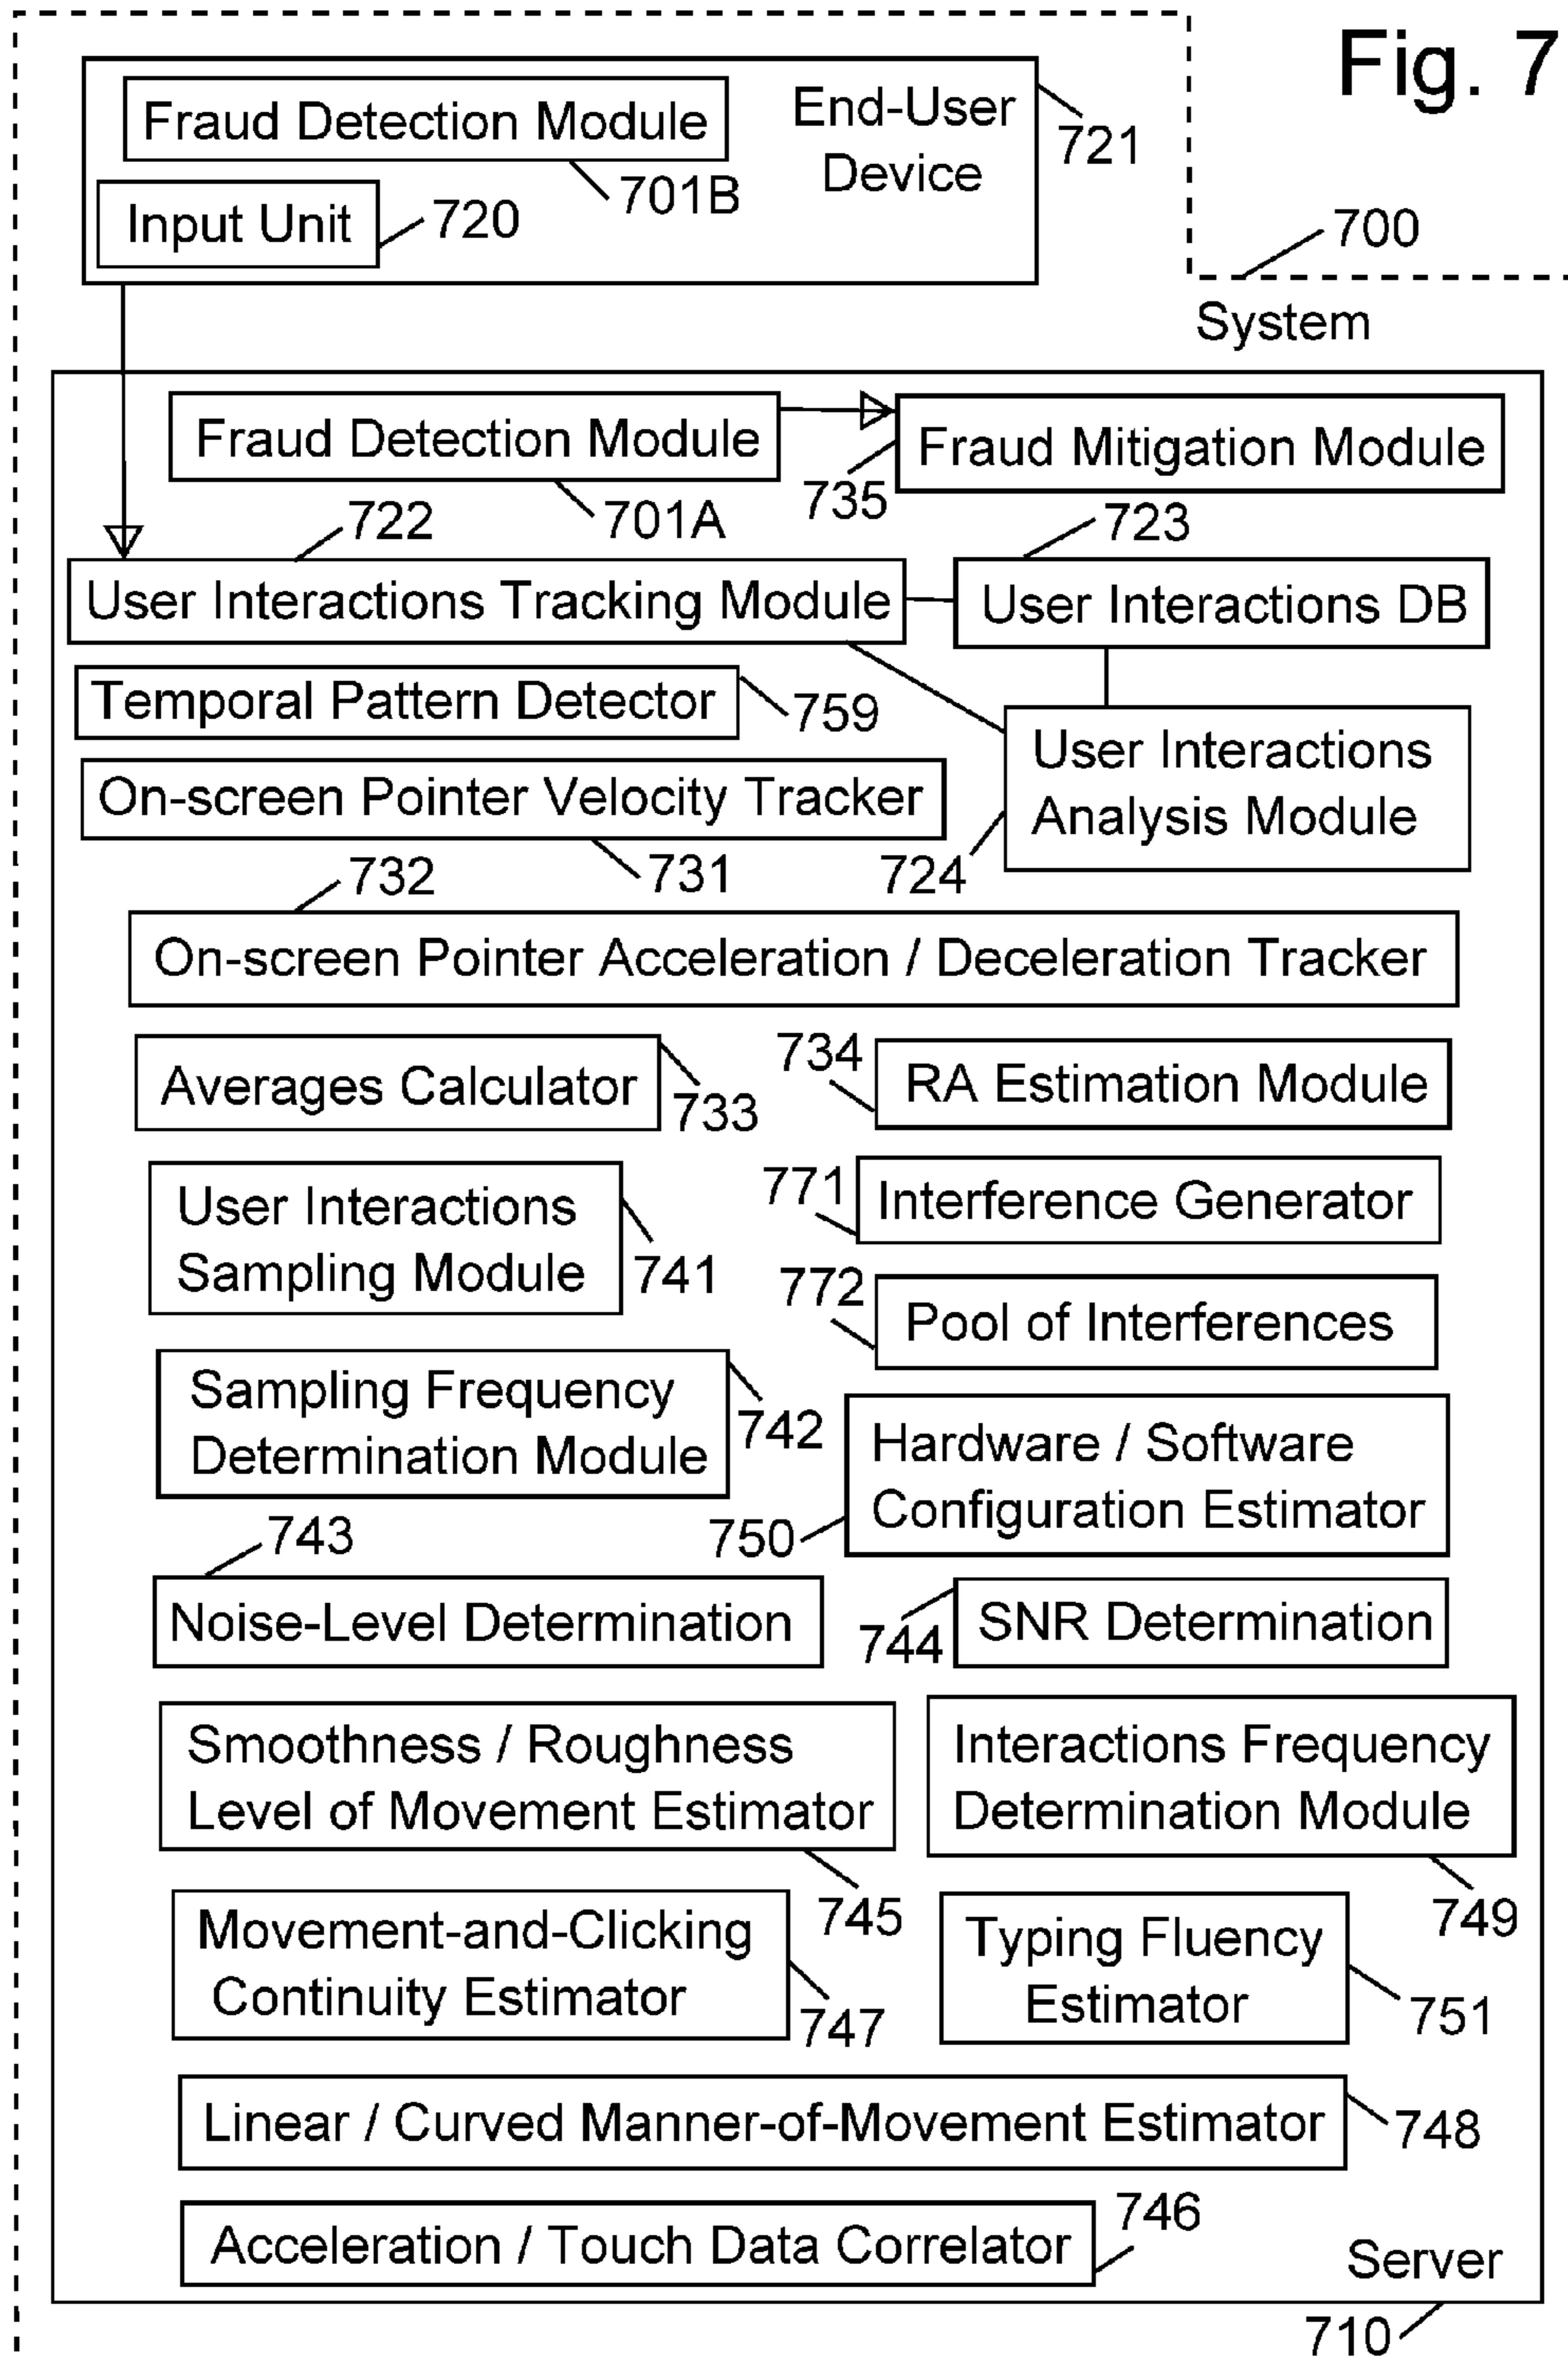 Fig. 7
Fraud Detection Module
End-User
Device
721
701B
Input Unit
720
700
System
Fraud Detection Module
Fraud Mitigation Module
735
701A
722
723
User Interactions Tracking Module
User Interactions DB
Temporal Pattern Detector
759
User Interactions
Analysis Module
On-screen Pointer Velocity Tracker
731
724
732
On-screen Pointer Acceleration / Deceleration Tracker
Averages Calculator
733
734
RA Estimation Module
User Interactions
Sampling Module
741
771
Interference Generator
772
Pool of Interferences
Sampling Frequency
Determination Module
742
Hardware / Software
Configuration Estimator
750
743
Noise-Level Determination
744
SNR Determination
Smoothness / Roughness
Level of Movement Estimator
745
Interactions Frequency
Determination Module
749
Movement-and-Clicking
Continuity Estimator
747
Typing Fluency
Estimator
751
Linear / Curved Manner-of-Movement Estimator
748
746
Acceleration / Touch Data Correlator
Server
710